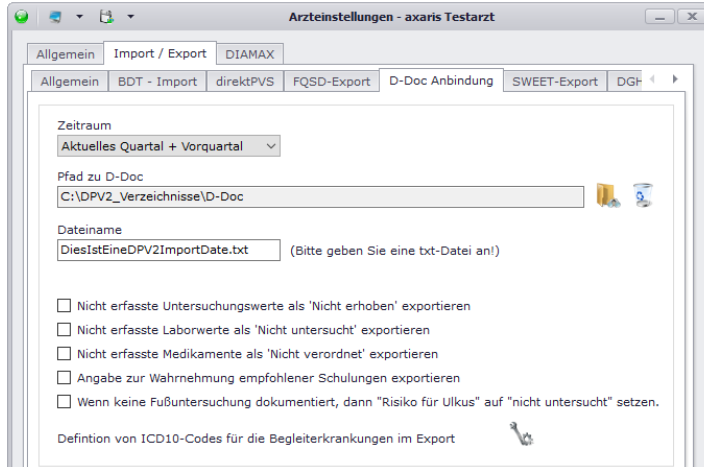 Arzteinstellungen - axaris Testarzt
Allgemein Import / Export DIAMAX
Allgemein BDT - Import direktPVS FQSD-Export D-Doc Anbindung SWEET-Export
Zeitraum
Aktuelles Quartal + Vorquartal
Pfad zu D-Doc
C:\DPV2_Verzeichnisse\D-Doc
Dateiname
DiesIstEineDPV2ImportDate.txt (Bitte geben Sie eine txt-Datei an!)
Nicht erfasste Untersuchungswerte als 'Nicht erhoben' exportieren
Nicht erfasste Laborwerte als 'Nicht untersucht' exportieren
Nicht erfasste Medikamente als 'Nicht verordnet' exportieren
Angabe zur Wahrnehmung empfohlener Schulungen exportieren
Wenn keine Fußuntersuchung dokumentiert, dann "Risiko für Ulkus" auf "nicht untersucht" setzen.
Defintion von ICD10-Codes für die Begleiterkrankungen im Export